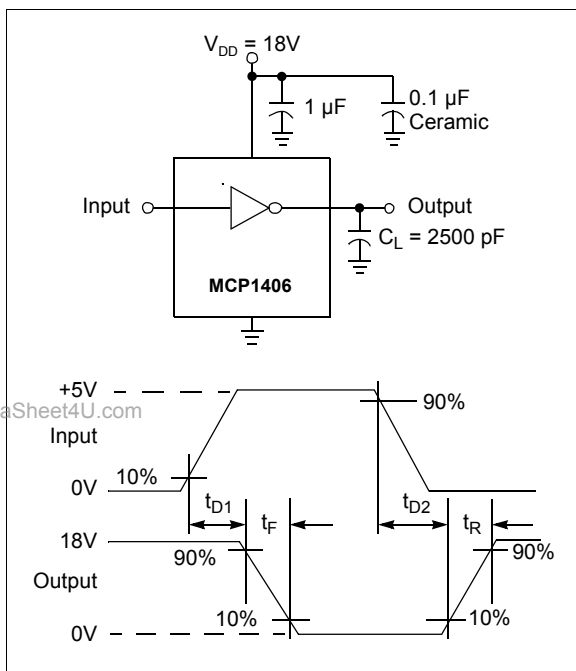 V_DD = 18V
1 µF
0.1 µF
Ceramic
Input
Output
C_L = 2500 pF
MCP1406
+5V
aSheet4U.com
90%
Input
10%
0V
t_D1
t_F
t_D2
t_R
18V
90%
90%
Output
10%
10%
0V